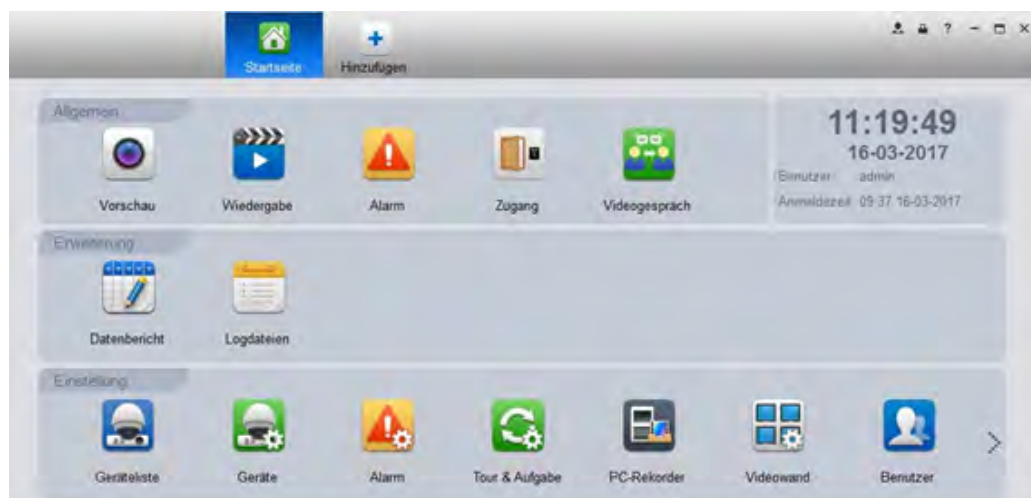 Startseite
Hinzufügen
?
Allgemein
Vorschau
Wiedergabe
Alarm
Zugang
Videogespräch
11:19:49
16-03-2017
Benutzer admin
Anmeldezeit 09:37 16-03-2017
Erweiterung
Datenbericht
Logdateien
Einstellung
Geräteliste
Geräte
Alarm
Tour & Aufgabe
PC-Rekorder
Videowand
Benutzer